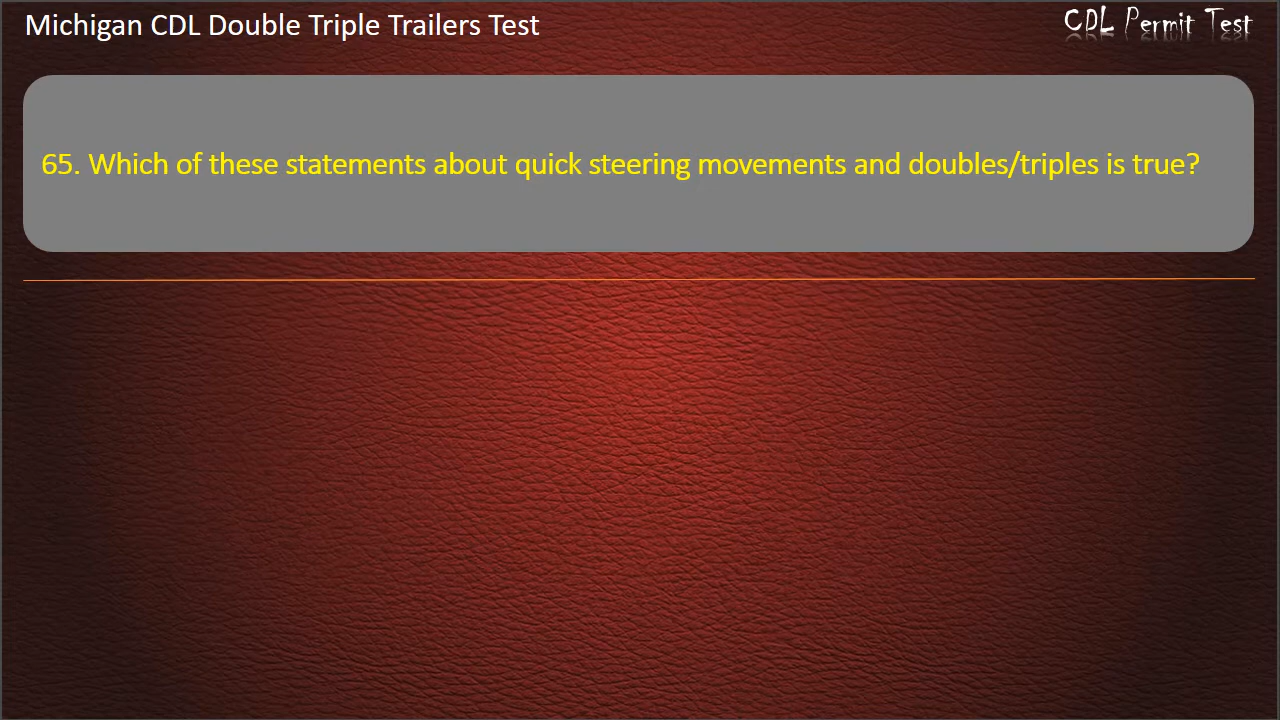 Michigan CDL Double Triple Trailers Test
CDL Permit Test
65. Which of these statements about quick steering movements and doubles/triples is true?